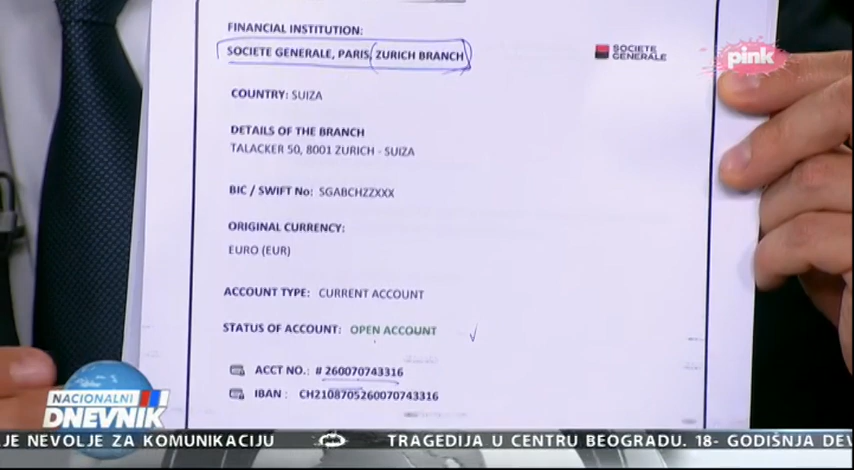 FINANCIAL INSTITUTION:
SOCIETE GENERALE, PARIS, ZURICH BRANCH
SOCIETE
GENERALE
pink
COUNTRY: SUIZA
DETAILS OF THE BRANCH
TALACKER 50, 8001 ZURICH - SUIZA
BIC / SWIFT No: SGABCHZZXXX
ORIGINAL CURRENCY:
EURO (EUR)
ACCOUNT TYPE: CURRENT ACCOUNT
STATUS OF ACCOUNT: OPEN ACCOUNT
ACCT NO.: # 260070743316
IBAN : CH2108705260070743316
NACIONALNI
DNEVNIK
JE NEVOLJE ZA KOMUNIKACIJU
TRAGEDIJA U CENTRU BEOGRADU. 18- GODIŠNJA DEV